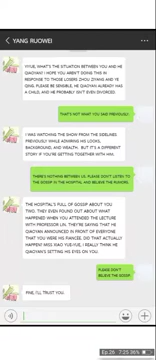 YANG RUOWEI
YIYUE, WHAT'S THE SITUATION BETWEEN YOU AND HE
QIAOYAN? I HOPE YOU AREN'T DOING THIS IN
RESPONSE TO THOSE LOSERS ZHOU ZIYANG AND YE
QING. PLEASE BE SENSIBLE, HE QIAOYAN ALREADY HAS
A CHILD, AND HE PROBABLY ISN'T EVEN DIVORCED.
THAT'S NOT WHAT YOU SAID PREVIOUSLY!
I WAS WATCHING THE SHOW FROM THE SIDELINES
PREVIOUSLY WHILE ADMIRING HIS LOOKS,
BACKGROUND, AND WEALTH, BUT IT'S A DIFFERENT
STORY IF YOU'RE GETTING TOGETHER WITH HIM.
THERE'S NOTHING BETWEEN US. PLEASE DON'T LISTEN TO
THE GOSSIP IN THE HOSPITAL AND BELIEVE THE RUMORS.
THE HOSPITAL'S FULL OF GOSSIP ABOUT YOU
TWO. THEY EVEN FOUND OUT ABOUT WHAT
HAPPENED WHEN YOU ATTENDED THE LECTURE
WITH PROFESSOR LIN. THEY'RE SAYING THAT HE
QIAOYAN ANNOUNCED IN FRONT OF EVERYONE
THAT YOU WERE HIS FIANCEE. DID THAT ACTUALLY
HAPPEN? MISS XIAO YUE-YUE, I REALLY THINK HE
QIAOYAN'S SETTING HIS EYES ON YOU.
PLEASE DON'T
BELIEVE THE GOSSIP.
FINE, I'LL TRUST YOU.
Ep. 26 7:25 36%